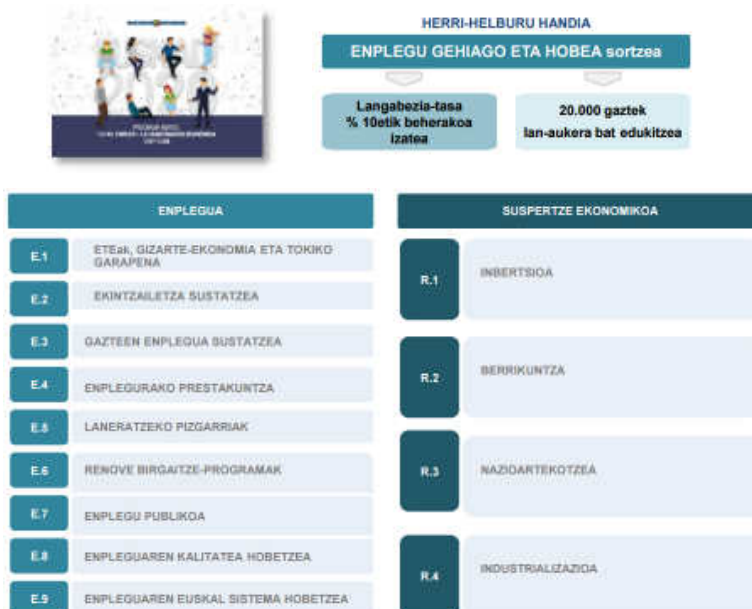 HERRI-HELBURU HANDIA
ENPLEGU GEHIAGO ETA HOBEA sortzea
Langabezia-tasa
% 10etik beherakoa
izatea
20.000 gaztek
lan-aukera bat edukitzea
ENPLEGUA
E.1
ETEak, GIZARTE-EKONOMIA ETA TOKIKO
GARAPENA
E.2
EKINTZAILETZA SUSTATZEA
E.3
GAZTEEN ENPLEGUA SUSTATZEA
E.4
ENPLEGURAKO PRESTAKUNTZA
E.5
LANERATZEKO PIZGARRIAK
E.6
RENOVE BIRGAITZE-PROGRAMAK
E.7
ENPLEGU PUBLIKOA
E.8
ENPLEGUAREN KALITATEA HOBETZEA
E.9
ENPLEGUAREN EUSKAL SISTEMA HOBETZEA
SUSPERTZE EKONOMIKOA
R.1
INBERTSIOA
R.2
BERRIKUNTZA
R.3
NAZIOARTEKOTZEA
R.4
INDUSTRIALIZAZIOA